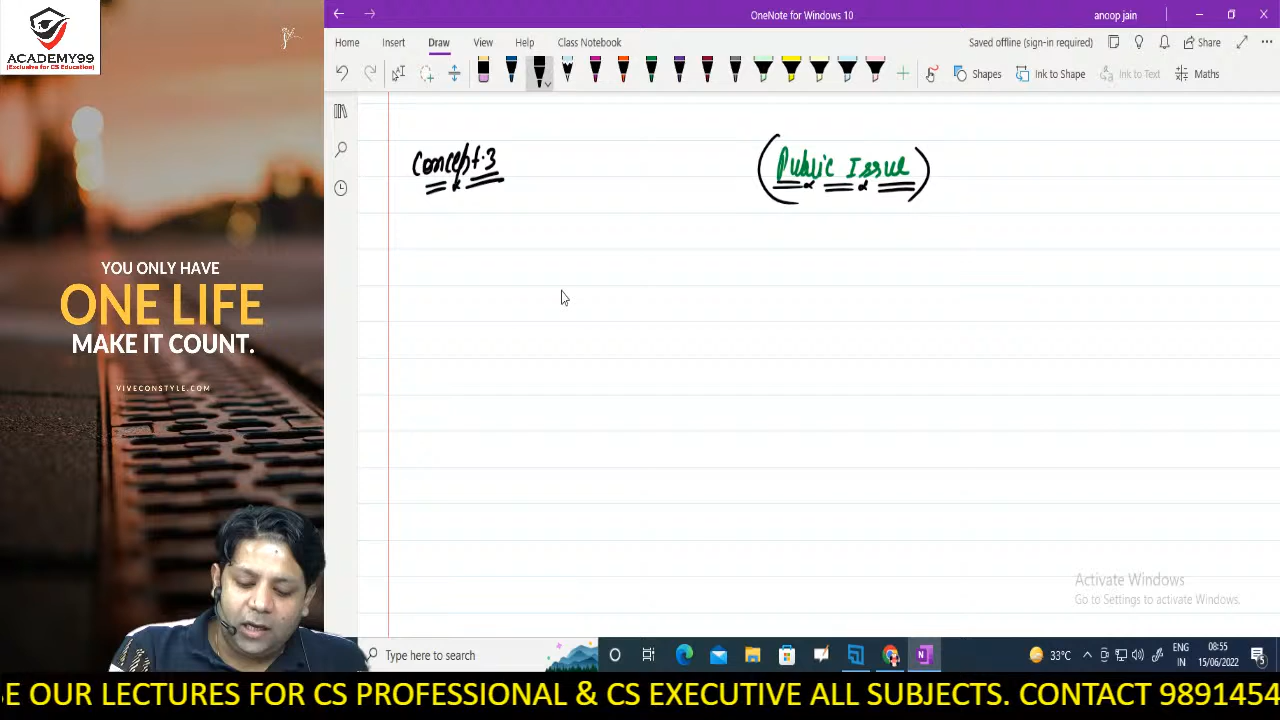 ACADEMY99
(Exclusive for CS Education)
OneNote for Windows 10
anoop jain
Home Insert Draw View Help Class Notebook
Saved offline (sign-in required)
Share
Shapes
Ink to Shape
Ink to Text
Maths
Concept.3
(Public Issue)
YOU ONLY HAVE
ONE LIFE
MAKE IT COUNT.
VIVECONSTYLE.COM
Activate Windows
Go to Settings to activate Windows.
Type here to search
33°C
ENG
IN
08:55
15/06/2022
5
E OUR LECTURES FOR CS PROFESSIONAL & CS EXECUTIVE ALL SUBJECTS. CONTACT 9891454